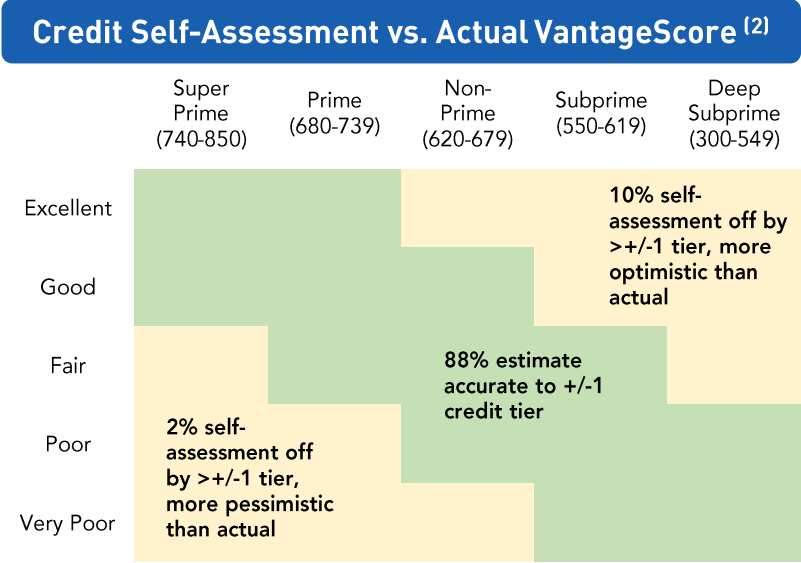 Credit Self-Assessment vs. Actual VantageScore (2)
Super
Prime
(740-850)
Prime
(680-739)
Non-
Prime
(620-679)
Subprime
(550-619)
Deep
Subprime
(300-549)
Excellent
Good
Fair
Poor
Very Poor
10% self-
assessment off by
>+/-1 tier, more
optimistic than
actual
88% estimate
accurate to +/-1
credit tier
2% self-
assessment off
by >+/-1 tier,
more pessimistic
than actual